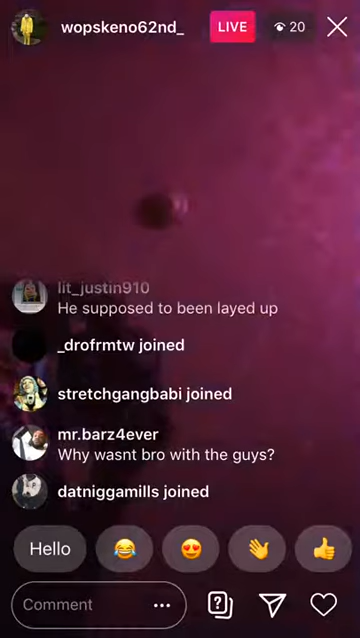 wopskeno62nd_ LIVE 20
lit_justin910
He supposed to been layed up
_drofrmtw joined
stretchgangbabi joined
mr.barz4ever
Why wasnt bro with the guys?
datniggamills joined
Hello
Comment